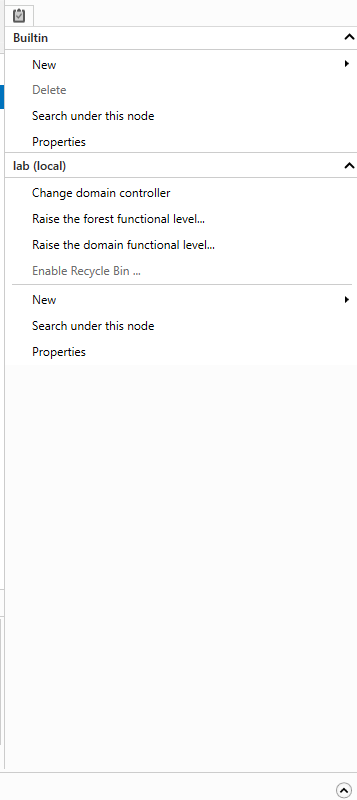 Builtin
New
Delete
Search under this node
Properties
lab (local)
Change domain controller
Raise the forest functional level...
Raise the domain functional level...
Enable Recycle Bin ...
New
Search under this node
Properties